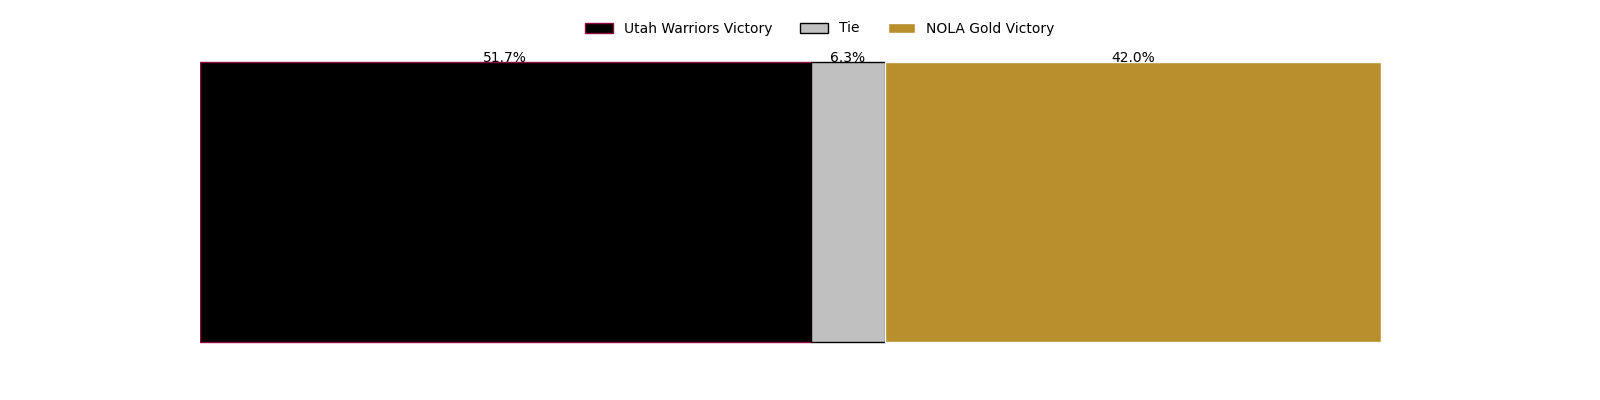 Utah Warriors Victory Tie NOLA Gold Victory
51.7% 6.3% 42.0%